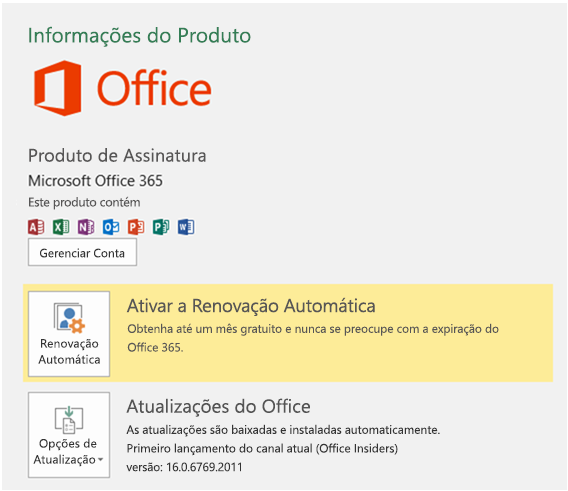 Informações do Produto
Office
Produto de Assinatura
Microsoft Office 365
Este produto contém
A X N O P P W
Gerenciar Conta
Renovação
Automática
Ativar a Renovação Automática
Obtenha até um mês gratuito e nunca se preocupe com a expiração do
Office 365.
Opções de
Atualização
Atualizações do Office
As atualizações são baixadas e instaladas automaticamente.
Primeiro lançamento do canal atual (Office Insiders)
versão: 16.0.6769.2011